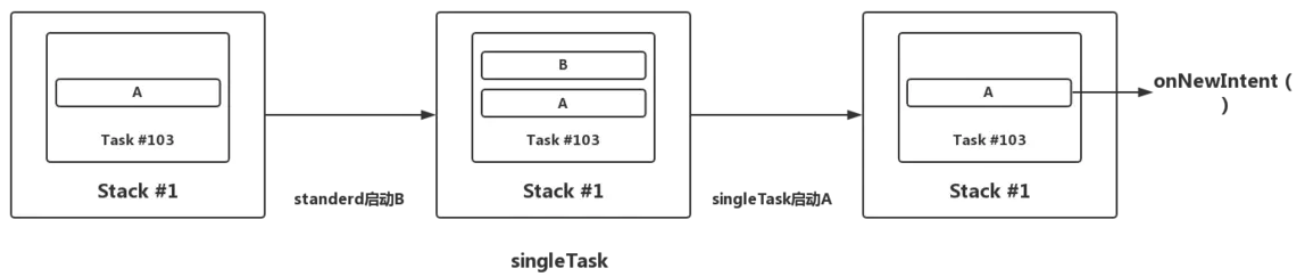 A
Task #103
Stack #1
standerd启动B
B
A
Task #103
Stack #1
singleTask启动A
A
Task #103
Stack #1
onNewIntent (
)
singleTask